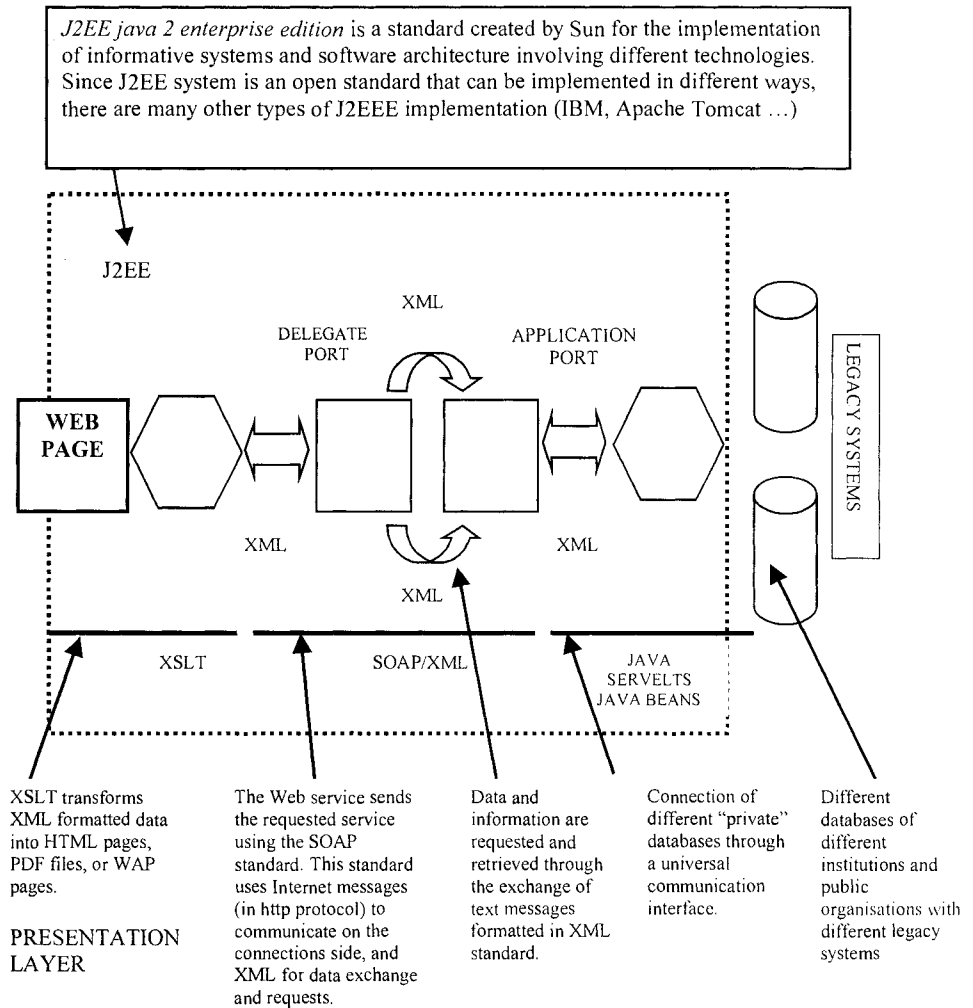 J2EE java 2 enterprise edition is a standard created by Sun for the implementation
of informative systems and software architecture involving different technologies.
Since J2EE system is an open standard that can be implemented in different ways,
there are many other types of J2EEE implementation (IBM, Apache Tomcat ...)
J2EE
XML
DELEGATE
PORT
APPLICATION
PORT
WEB
PAGE
LEGACY SYSTEMS
XML
XML
XML
XSLT
SOAP/XML
JAVA
SERVELTS
JAVA BEANS
XSLT transforms
XML formatted data
into HTML pages,
PDF files, or WAP
pages.
PRESENTATION
LAYER
The Web service sends
the requested service
using the SOAP
standard. This standard
uses Internet messages
(in http protocol) to
communicate on the
connections side, and
XML for data exchange
and requests.
Data and
information are
requested and
retrieved through
the exchange of
text messages
formatted in XML
standard.
Connection of
different "private"
databases through
a universal
communication
interface.
Different
databases of
different
institutions and
public
organisations with
different legacy
systems